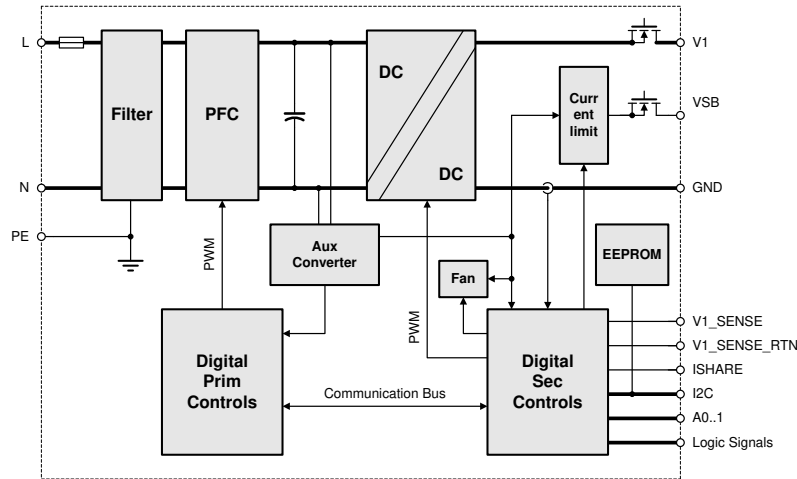 L
V1
DC
Curr
ent
limit
VSB
Filter
PFC
DC
N
GND
PE
PWM
Aux
Converter
EEPROM
Fan
PWM
V1_SENSE
V1_SENSE_RTN
Digital
Prim
Controls
Digital
Sec
Controls
ISHARE
Communication Bus
I2C
A0..1
Logic Signals